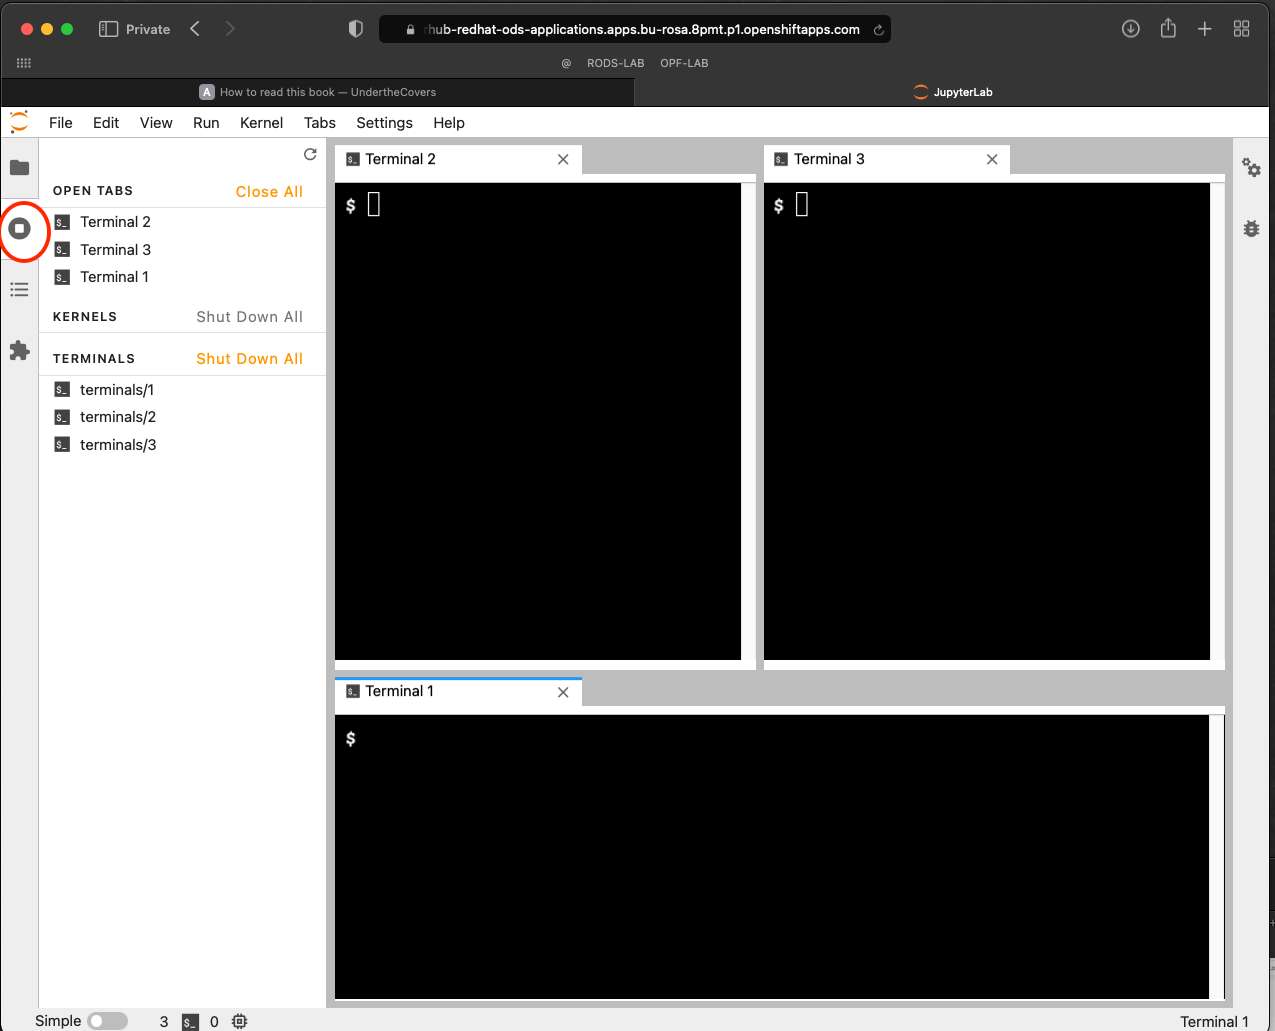 Private
rhub-redhat-ods-applications.apps.bu-rosa.8pmt.p1.openshiftapps.com
@ RODS-LAB OPF-LAB
A How to read this book — UndertheCovers
JupyterLab
File Edit View Run Kernel Tabs Settings Help
OPEN TABS Close All
Terminal 2
Terminal 3
Terminal 1
KERNELS Shut Down All
TERMINALS Shut Down All
terminals/1
terminals/2
terminals/3
$_ Terminal 2
$
$_ Terminal 3
$
$_ Terminal 1
$
Simple 3 $_ 0
Terminal 1